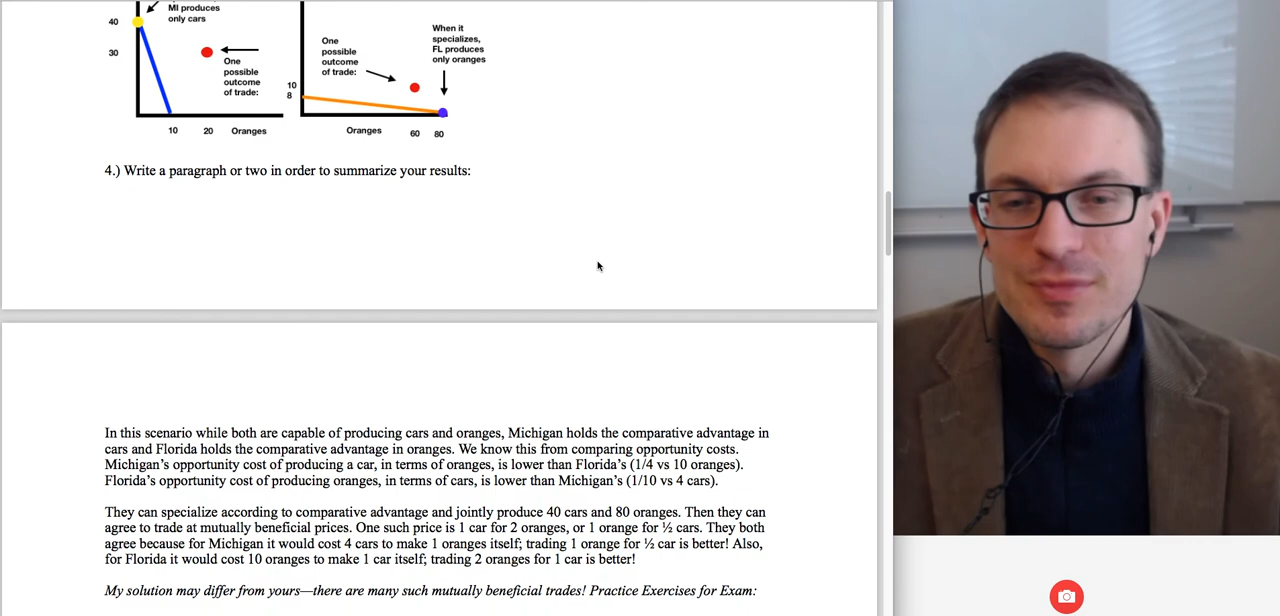 MI produces
only cars
40
30
One
possible
outcome
of trade:
10 20 Oranges
One
possible
outcome
of trade:
When it
specializes,
FL produces
only oranges
10
8
Oranges 60 80
4.) Write a paragraph or two in order to summarize your results:
In this scenario while both are capable of producing cars and oranges, Michigan holds the comparative advantage in
cars and Florida holds the comparative advantage in oranges. We know this from comparing opportunity costs.
Michigan’s opportunity cost of producing a car, in terms of oranges, is lower than Florida’s (1/4 vs 10 oranges).
Florida’s opportunity cost of producing oranges, in terms of cars, is lower than Michigan’s (1/10 vs 4 cars).
They can specialize according to comparative advantage and jointly produce 40 cars and 80 oranges. Then they can
agree to trade at mutually beneficial prices. One such price is 1 car for 2 oranges, or 1 orange for ½ cars. They both
agree because for Michigan it would cost 4 cars to make 1 oranges itself; trading 1 orange for ½ car is better! Also,
for Florida it would cost 10 oranges to make 1 car itself; trading 2 oranges for 1 car is better!
My solution may differ from yours—there are many such mutually beneficial trades! Practice Exercises for Exam: